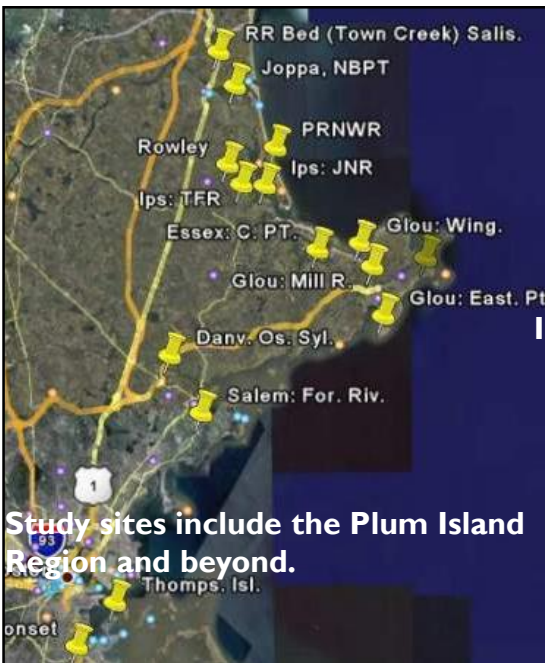 RR Bed (Town Creek) Salis.
Joppa, NBPT
PRNWR
Rowley
Ips: JNR
Ips: TFR
Essex: C. PT.
Glou: Wing.
Glou: Mill R.
Glou: East. Pt
I
Danv. Os. Syl.
Salem: For. Riv.
1
Study sites include the Plum Island
93
Region and beyond.
Thomps. Isl.
onset